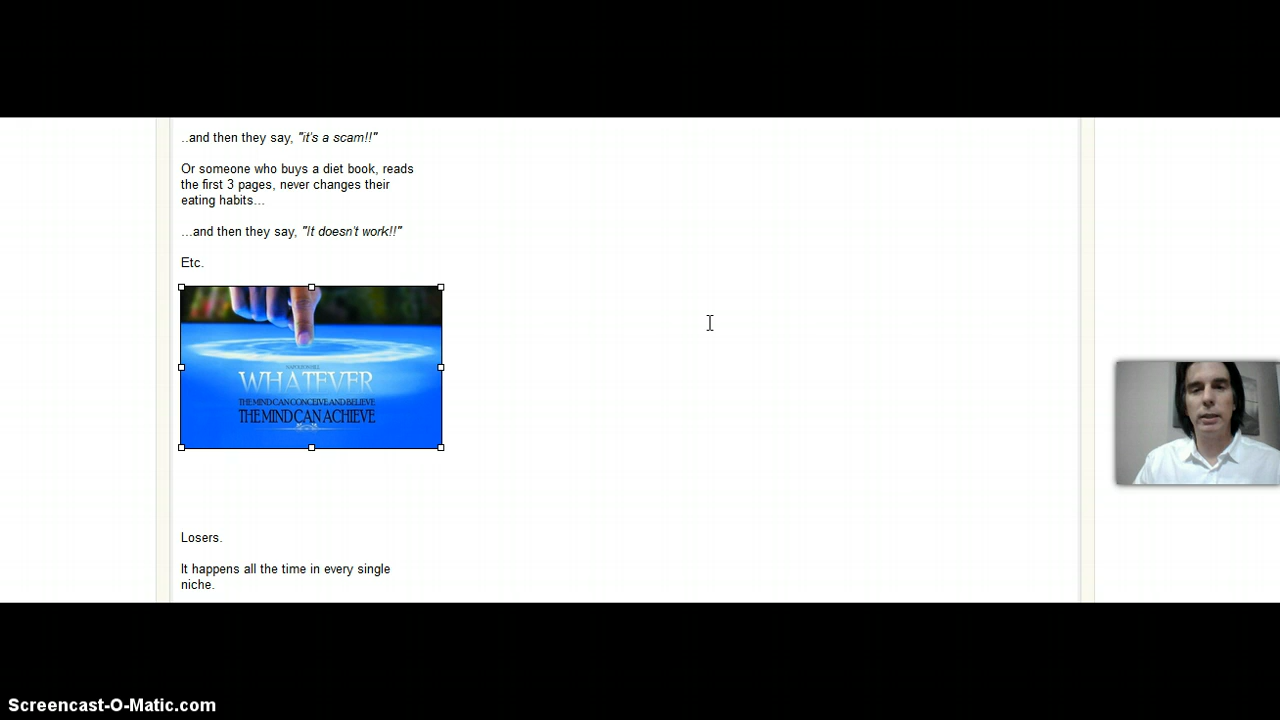 ..and then they say, "it's a scam!!"
Or someone who buys a diet book, reads
the first 3 pages, never changes their
eating habits...
...and then they say, "It doesn't work!!"
Etc.
NAPOLEON HILL
WHATEVER
THE MIND CAN CONCEIVE AND BELIEVE
THE MIND CAN ACHIEVE
Losers.
It happens all the time in every single
niche.
Screencast-O-Matic.com